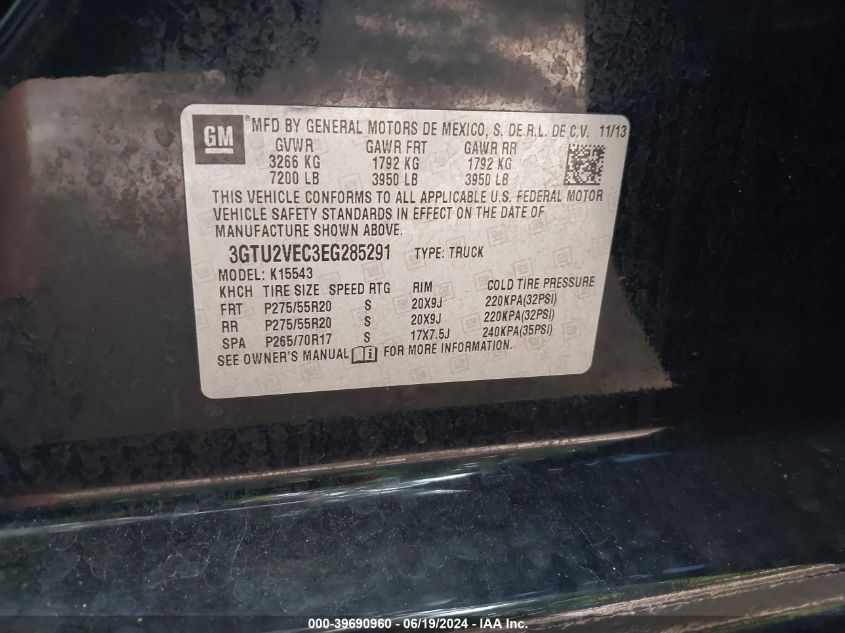 GM ®MFD BY GENERAL MOTORS DE MEXICO, S. DE R.L. DE C.V. 11/13
GVWR GAWR FRT GAWR RR
3266 KG 1792 KG 1792 KG
7200 LB 3950 LB 3950 LB
THIS VEHICLE CONFORMS TO ALL APPLICABLE U.S. FEDERAL MOTOR
VEHICLE SAFETY STANDARDS IN EFFECT ON THE DATE OF
MANUFACTURE SHOWN ABOVE.
3GTU2VEC3EG285291 TYPE: TRUCK
MODEL: K15543
KHCH TIRE SIZE SPEED RTG RIM COLD TIRE PRESSURE
FRT P275/55R20 S 20X9J 220KPA(32PSI)
RR P275/55R20 S 20X9J 220KPA(32PSI)
SPA P265/70R17 S 17X7.5J 240KPA(35PSI)
SEE OWNER'S MANUAL FOR MORE INFORMATION.
000-39690960 - 06/19/2024 - IAA Inc.